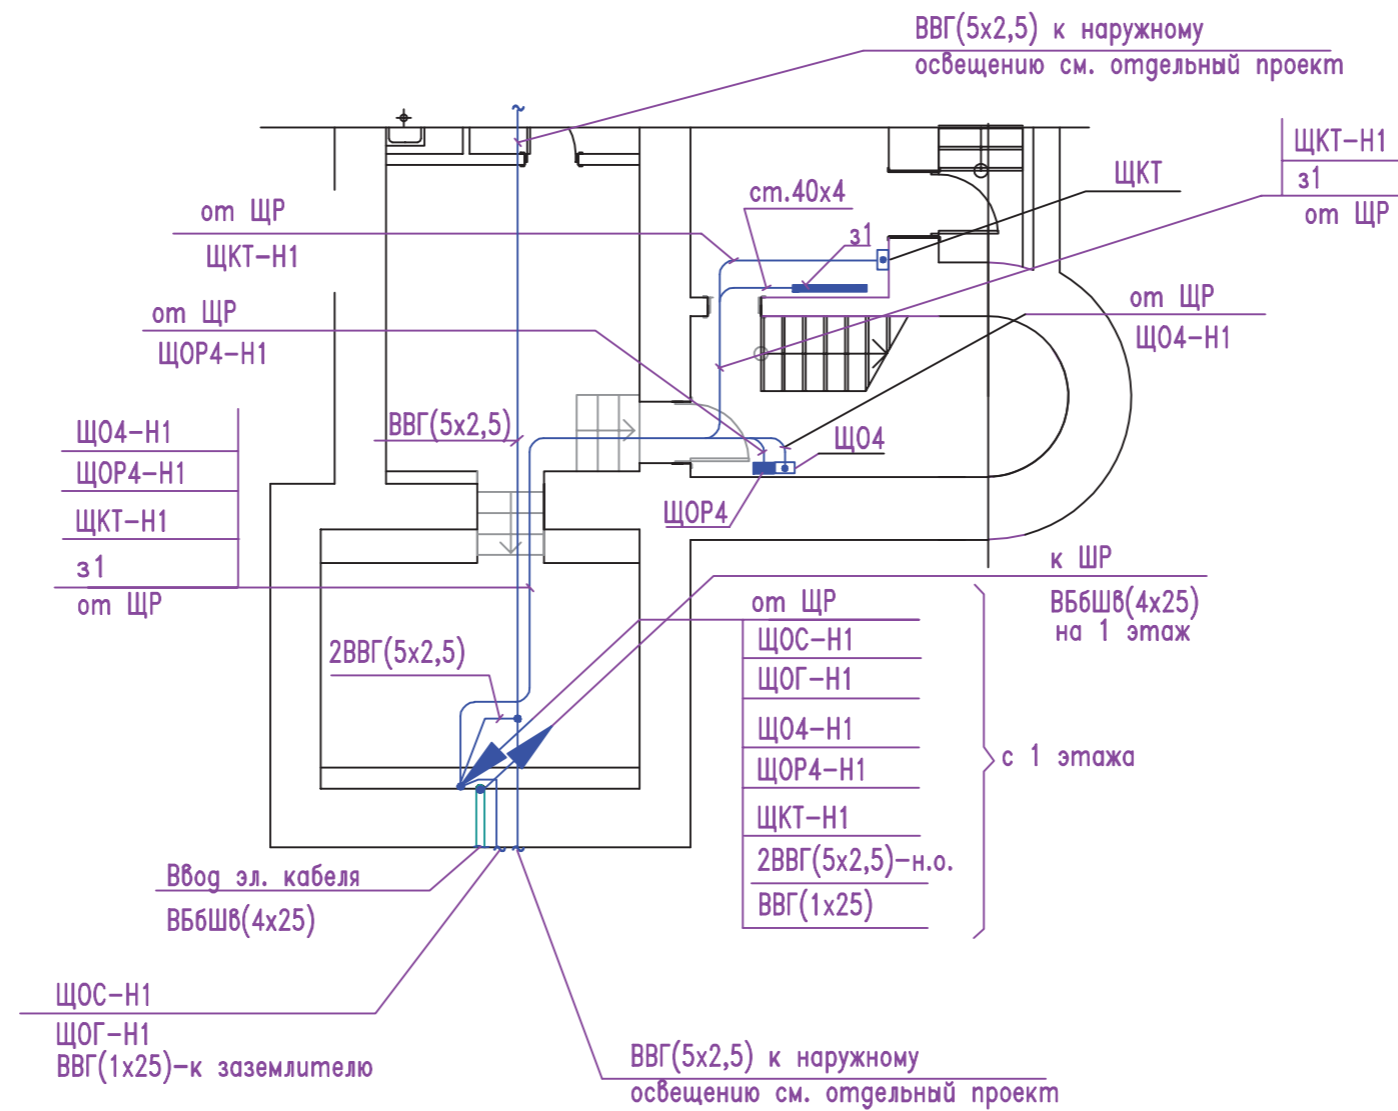 ВВГ(5х2,5) к наружному
освещению см. отдельный проект
ЩКТ-Н1
з1
от ЩР
ЩКТ
ст.40х4
з1
от ЩР
ЩКТ-Н1
от ЩР
ЩО4-Н1
от ЩР
ЩОР4-Н1
ВВГ(5х2,5)
ЩО4
ЩОР4
ЩО4-Н1
ЩОР4-Н1
ЩКТ-Н1
з1
от ЩР
к ШР
ВБбШв(4х25)
на 1 этаж
2ВВГ(5х2,5)
от ЩР
ЩОС-Н1
ЩОГ-Н1
ЩО4-Н1
ЩОР4-Н1
ЩКТ-Н1
2ВВГ(5х2,5)-н.о.
ВВГ(1х25)
с 1 этажа
Ввод эл. кабеля
ВБбШв(4х25)
ЩОС-Н1
ЩОГ-Н1
ВВГ(1х25)-к заземлителю
ВВГ(5х2,5) к наружному
освещению см. отдельный проект